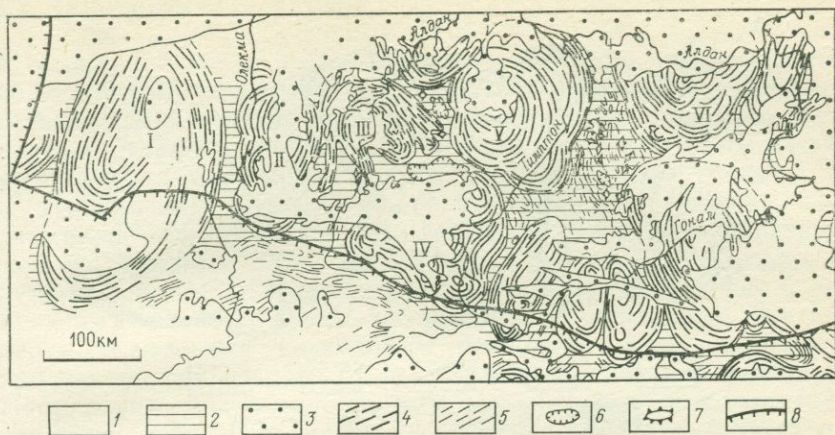 Олекма
Алдан
Алдан
Тимптон
Гонам
I
II
III
IV
V
VI
100км
1 2 3 4 5 6 7 8